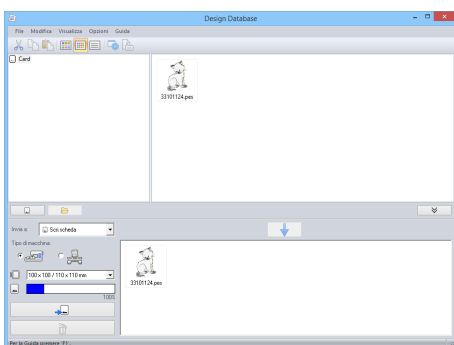 Design Database
File Modifica Visualizza Opzioni Guida
Card
33101124.pes
Invia a: Scri.scheda
Tipo di macchina:
100 x 100 / 110 x 110 mm
100%
33101124.pes
Per la Guida premere `F1`.